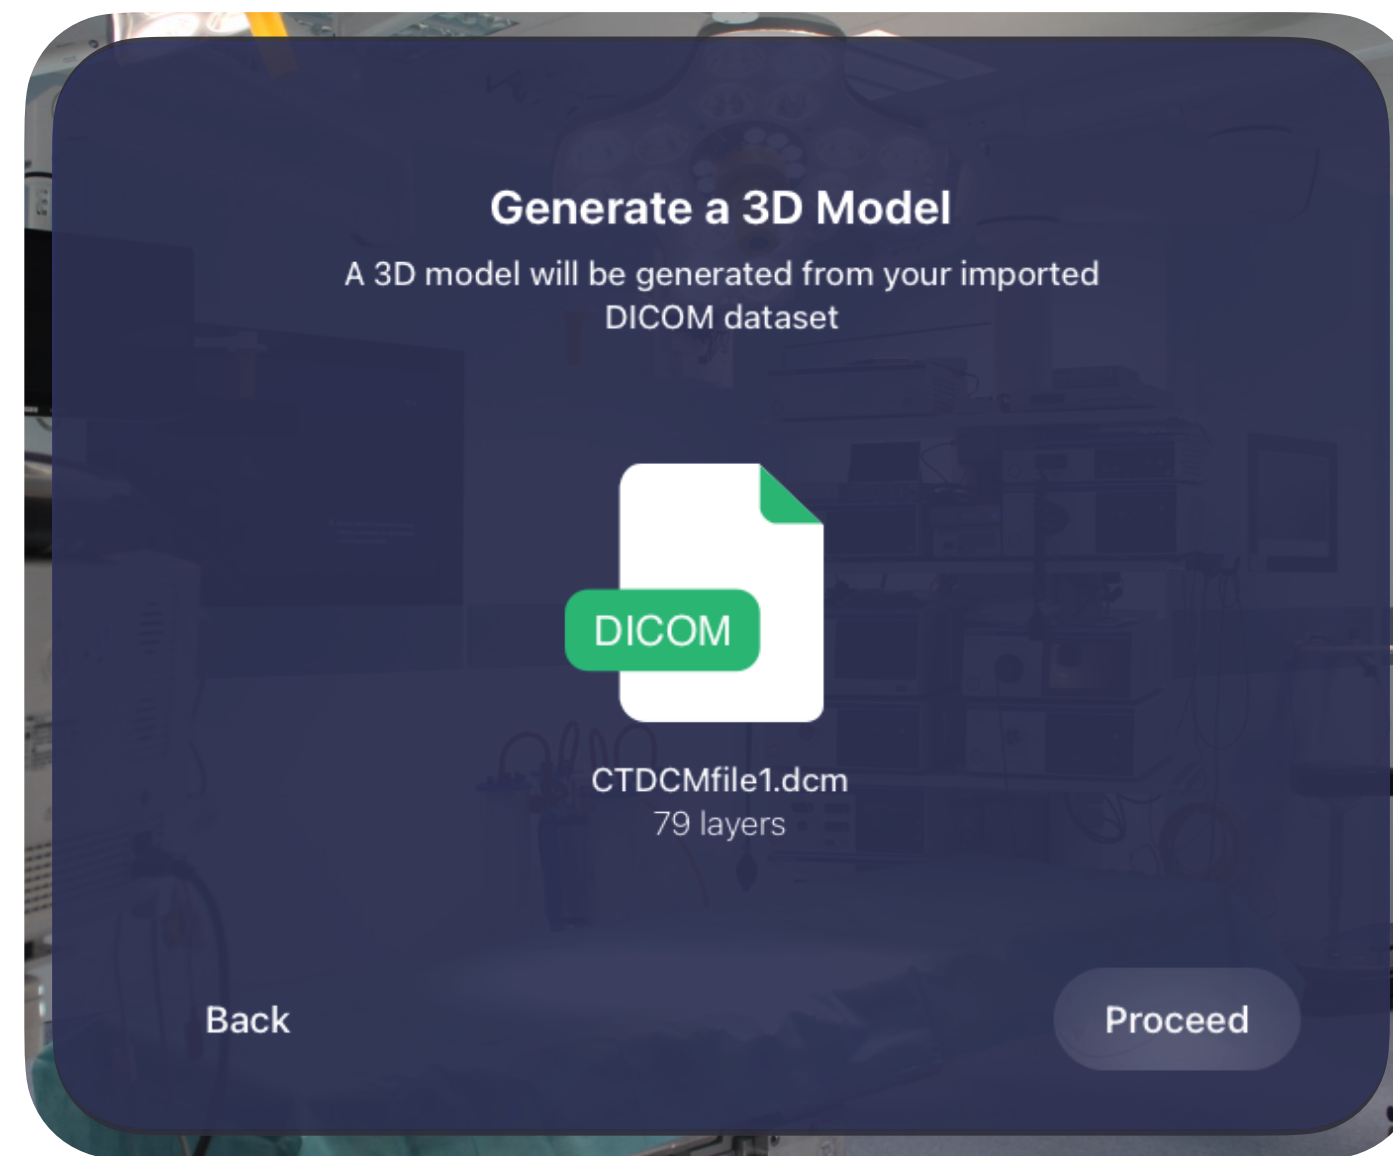 Generate a 3D Model
A 3D model will be generated from your imported
DICOM dataset
DICOM
CTDCMfile1.dcm
79 layers
Back
Proceed